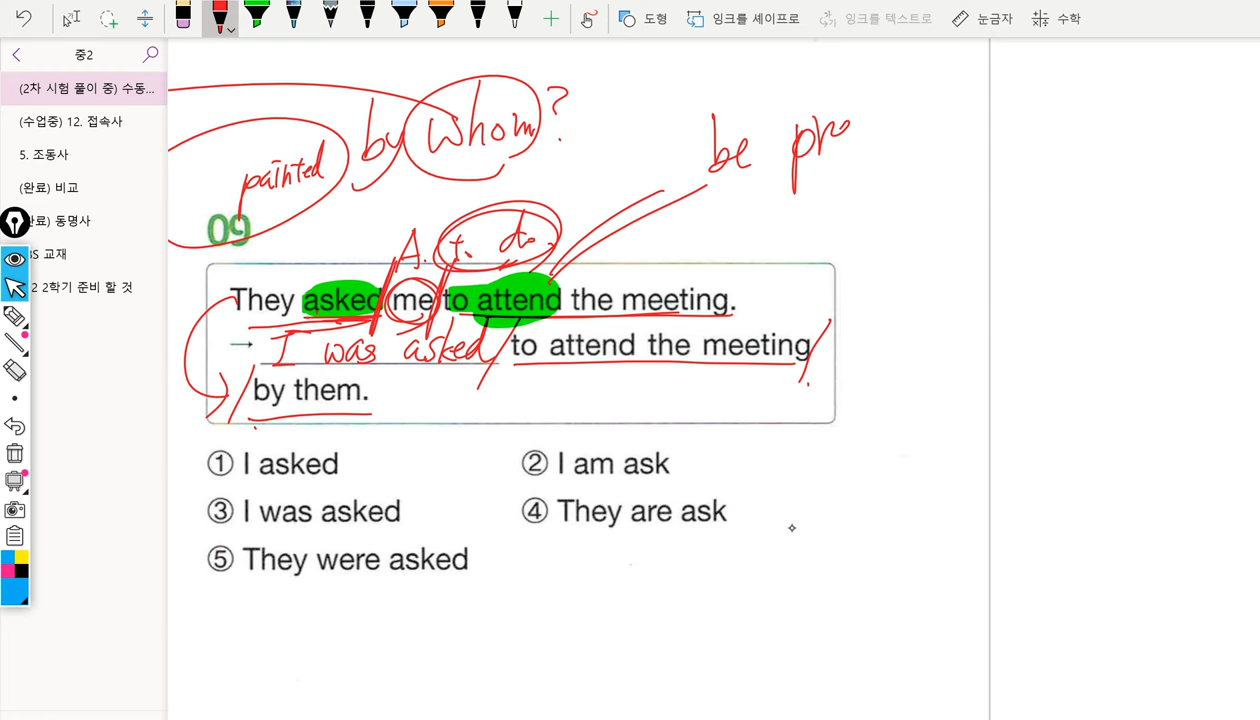 도형
잉크를 셰이프로
잉크를 텍스트로
눈금자
수학
중2
(2차 시험 풀이 중) 수동...
(수업중) 12. 접속사
5. 조동사
(완료) 비교
완료) 동명사
BS 교재
2 2학기 준비 할 것
painted by whom?
be pro
09
A. to do.
They asked me to attend the meeting.
→ I was asked to attend the meeting
by them.
① I asked ② I am ask
③ I was asked ④ They are ask
⑤ They were asked